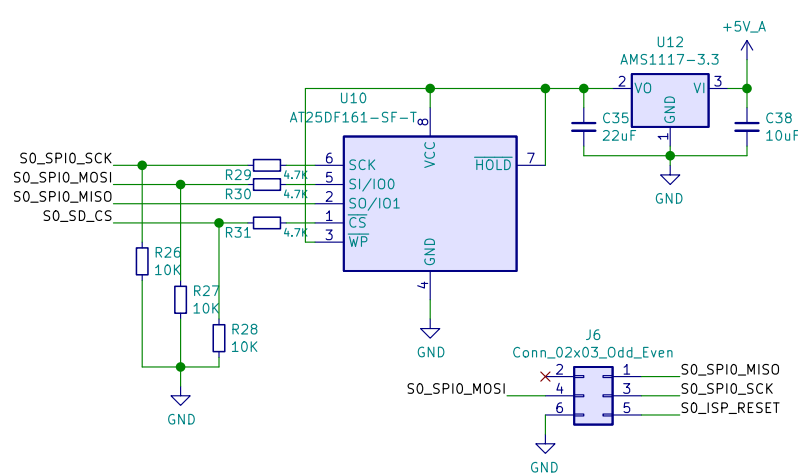 +5V_A
U12
AMS1117-3.3
2 VO VI 3
GND
1
C35
22uF
C38
10uF
GND
U10
AT25DF161-SF-T
8
VCC
S0_SPI0_SCK
R29 4.7K
6 SCK
HOLD 7
S0_SPI0_MOSI
R30 4.7K
5 SI/IO0
S0_SPI0_MISO
2 SO/IO1
S0_SD_CS
R31 4.7K
1 CS
3 WP
GND
4
GND
R26
10K
R27
10K
R28
10K
GND
J6
Conn_02x03_Odd_Even
2 1 S0_SPI0_MISO
S0_SPI0_MOSI 4 3 S0_SPI0_SCK
6 5 S0_ISP_RESET
GND